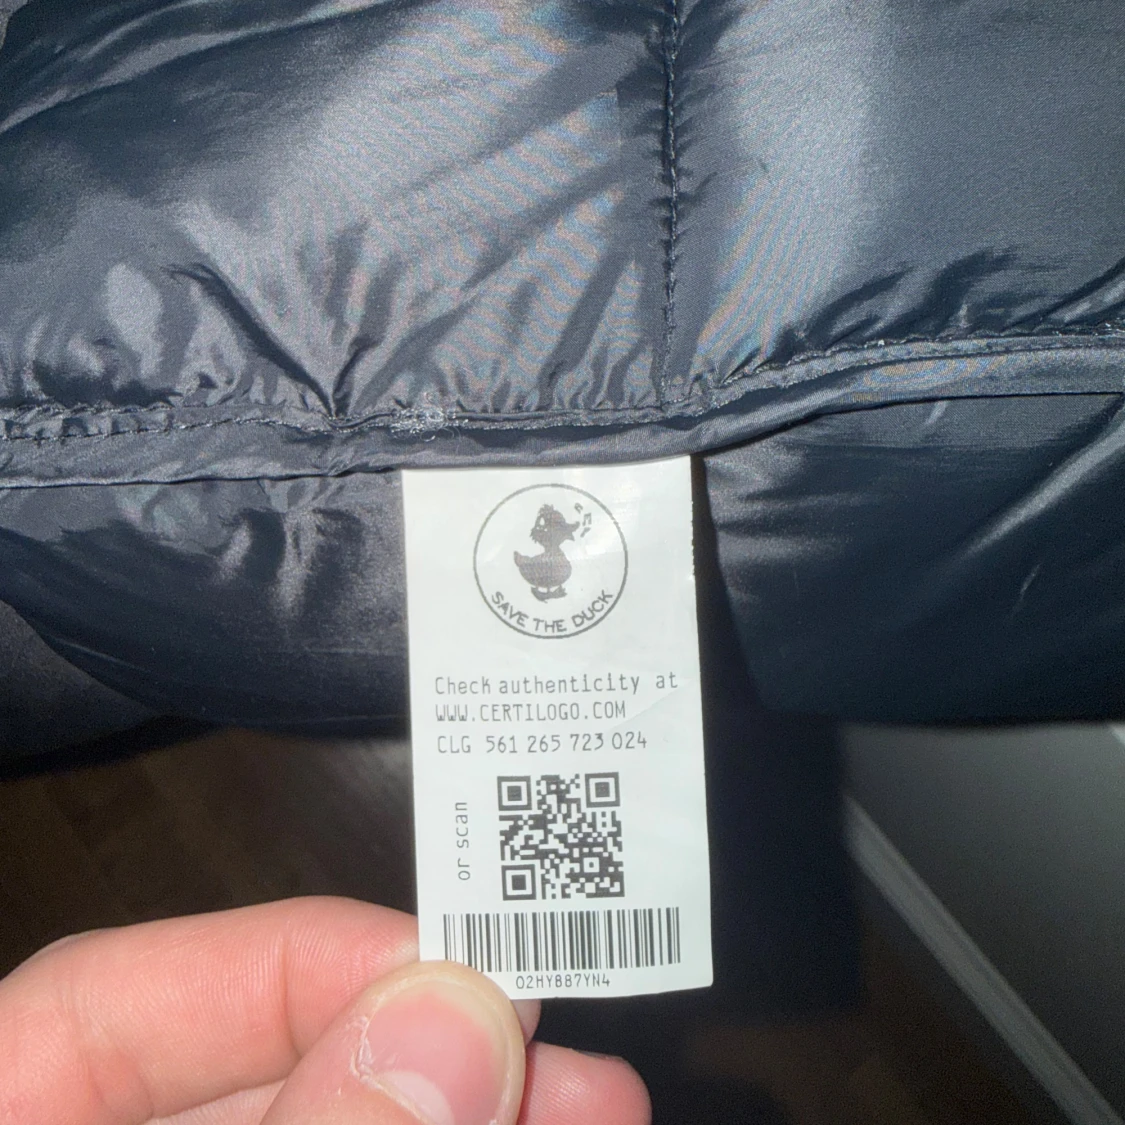 SAVE THE DUCK
Check authenticity at
WWW.CERTILOGO.COM
CLG 561 265 723 024
or scan
02HY887YN4